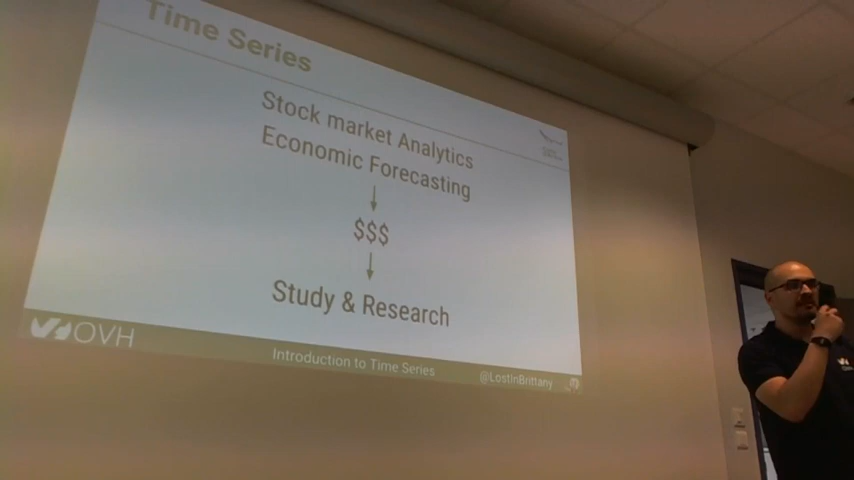 Time Series
Stock market Analytics
Economic Forecasting
$$$
Study & Research
OVH
Introduction to Time Series
@LostInBrittany